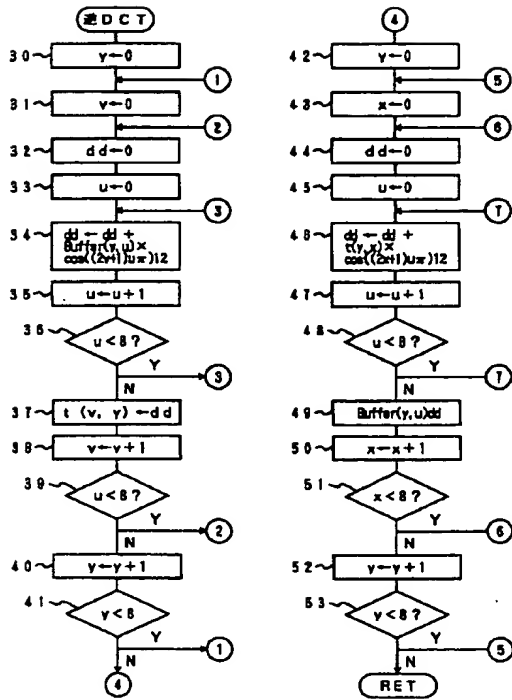 逆DCT
30
y←0
①
31
v←0
②
32
dd←0
33
u←0
③
34
dd ← dd +
Buffer(v,u)×
cos((2y+1)uπ)12
35
u←u+1
36
u<8?
Y
③
N
37
t (v, y) ←dd
38
v←v+1
39
u<8?
Y
②
N
40
y←y+1
41
y<8
Y
①
N
④
④
42
y←0
⑤
43
x←0
⑥
44
dd←0
45
u←0
⑦
46
dd ← dd +
t(y,x)×
cos((2x+1)uπ)12
47
u←u+1
48
u<8?
Y
⑦
N
49
Buffer(y,u)dd
50
x←x+1
51
x<8?
Y
⑥
N
52
y←y+1
53
y<8?
Y
⑤
N
RET